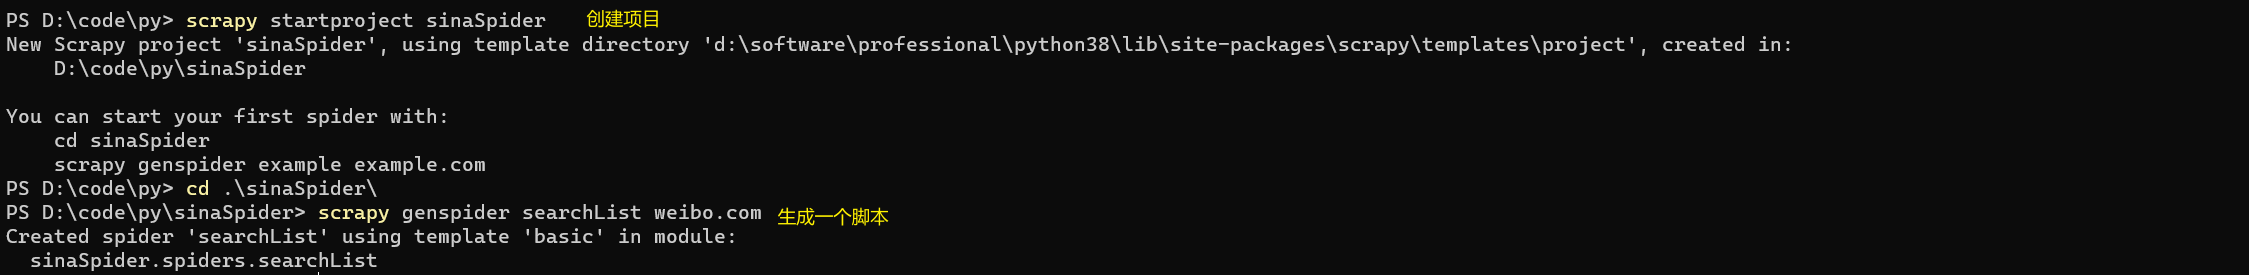 PS D:\code\py> scrapy startproject sinaSpider 创建项目
New Scrapy project 'sinaSpider', using template directory 'd:\software\professional\python38\lib\site-packages\scrapy\templates\project', created in:
    D:\code\py\sinaSpider
You can start your first spider with:
    cd sinaSpider
    scrapy genspider example example.com
PS D:\code\py> cd .\sinaSpider\
PS D:\code\py\sinaSpider> scrapy genspider searchList weibo.com 生成一个脚本
Created spider 'searchList' using template 'basic' in module:
  sinaSpider.spiders.searchList